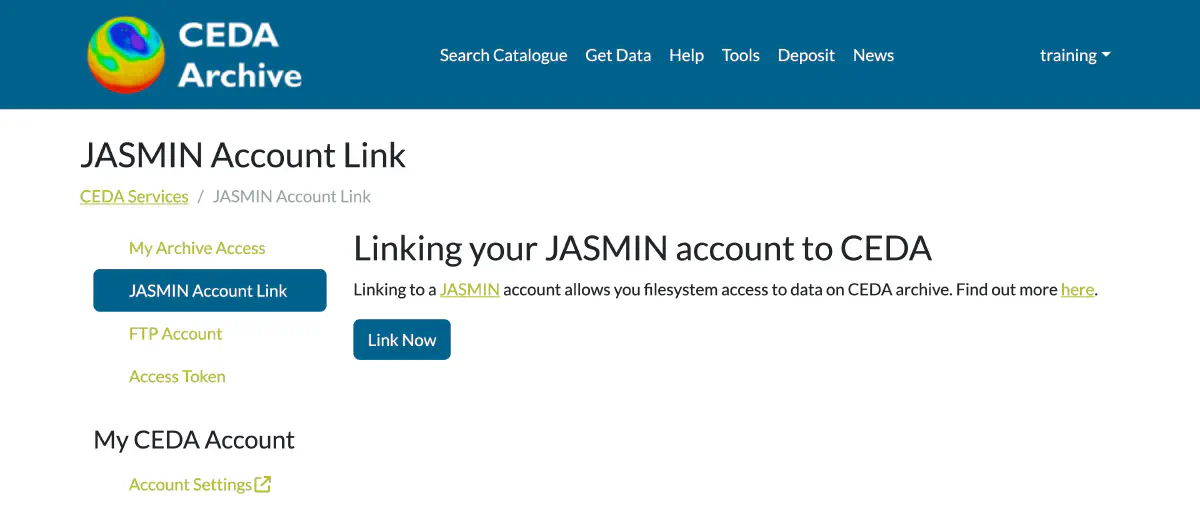 CEDA
Archive
Search Catalogue Get Data Help Tools Deposit News
training
JASMIN Account Link
CEDA Services / JASMIN Account Link
My Archive Access
JASMIN Account Link
FTP Account
Access Token
My CEDA Account
Account Settings
Linking your JASMIN account to CEDA
Linking to a JASMIN account allows you filesystem access to data on CEDA archive. Find out more here.
Link Now